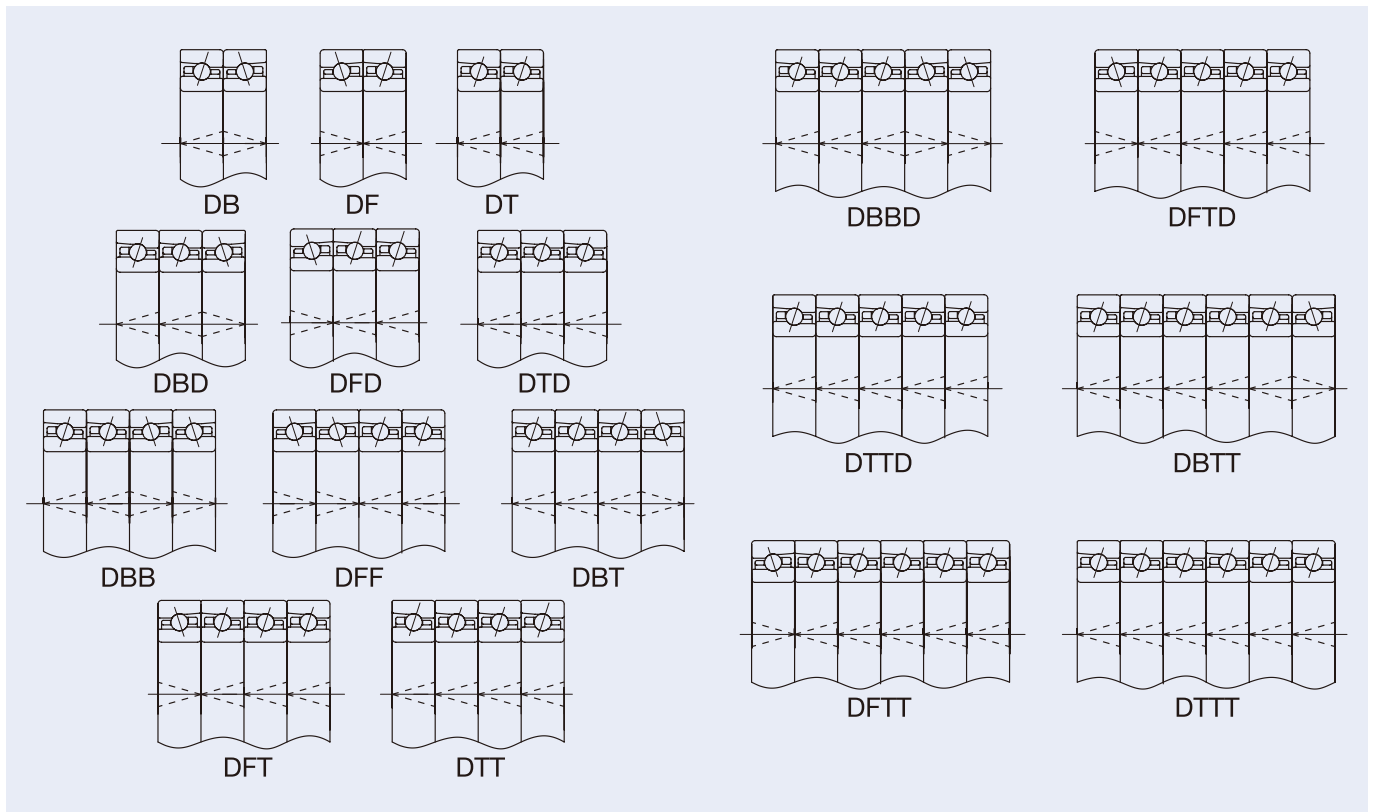 DB DF DT
DBD DFD DTD
DBB DFF DBT
DFT DTT
DBBD DFTD
DTTD DBTT
DFTT DTTT